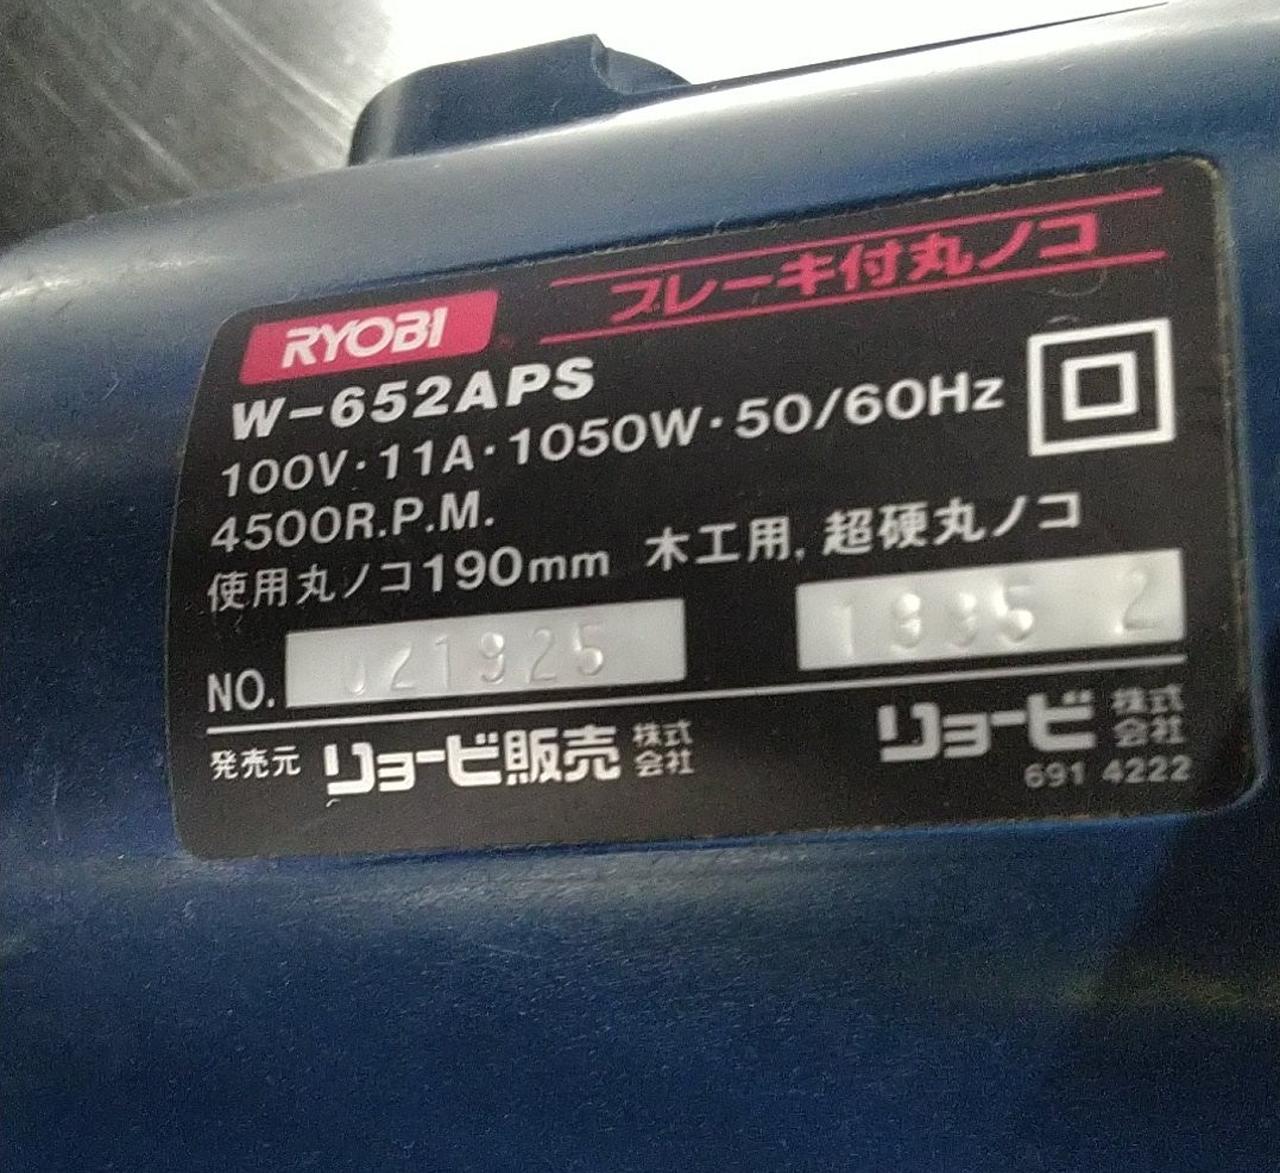 RYOBI
ブレーキ付丸ノコ
W-652APS
100V・11A・1050W・50/60Hz
4500R.P.M.
使用丸ノコ190mm 木工用, 超硬丸ノコ
NO. 021925 1995 2
発売元 リョービ販売株式会社
リョービ株式会社
691 4222